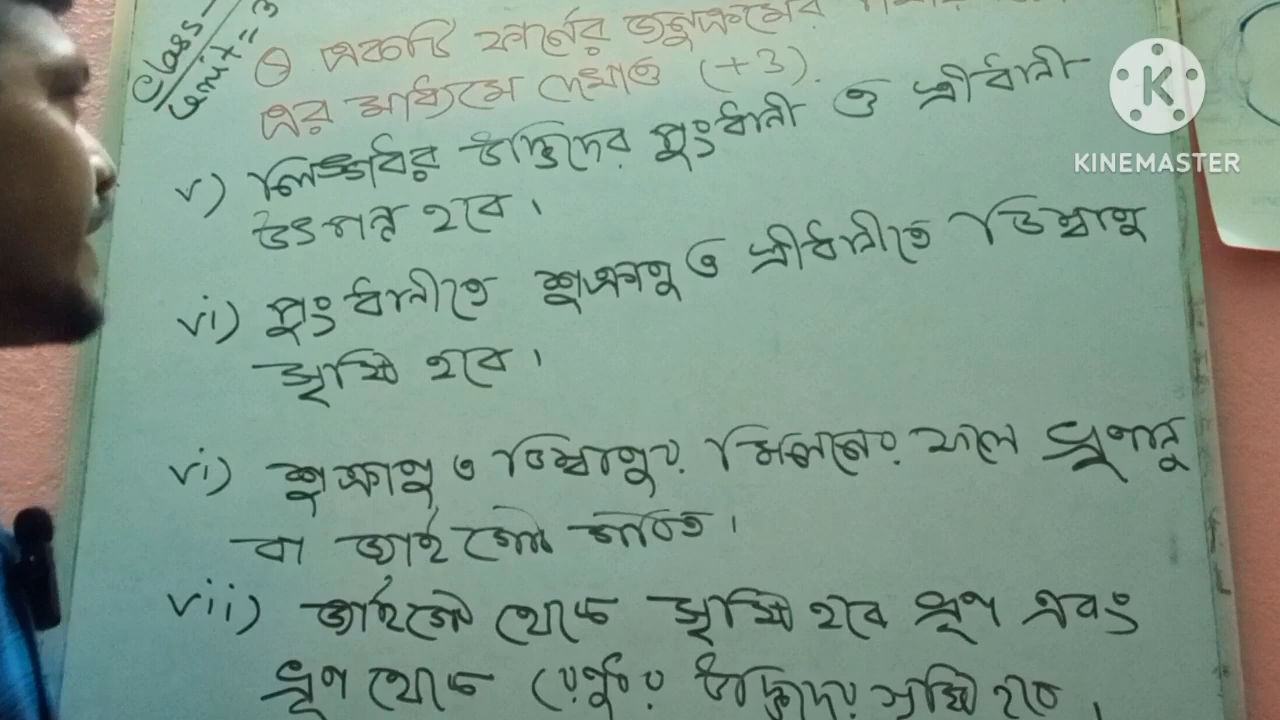 Class
Unit = 3
একটি ফার্নের জনুক্রমের
এর মাধ্যমে দেখাও (+3).
v) লিঙ্গধর উদ্ভিদের পুংধানী ও স্ত্রীধানী
উৎপন্ন হবে।
vi) পুংধানীতে শুক্রাণু ও স্ত্রীধানীতে ডিম্বাণু
সৃষ্টি হবে।
vi) শুক্রাণু ও ডিম্বাণুর মিলনের ফলে ভ্রূণাণু
বা জাইগোট গঠিত।
vii) জাইগোট থেকে সৃষ্টি হবে ভ্রূণ এবং
ভ্রূণ থেকে রেণুধর উদ্ভিদের সৃষ্টি হবে।
K
KINEMASTER